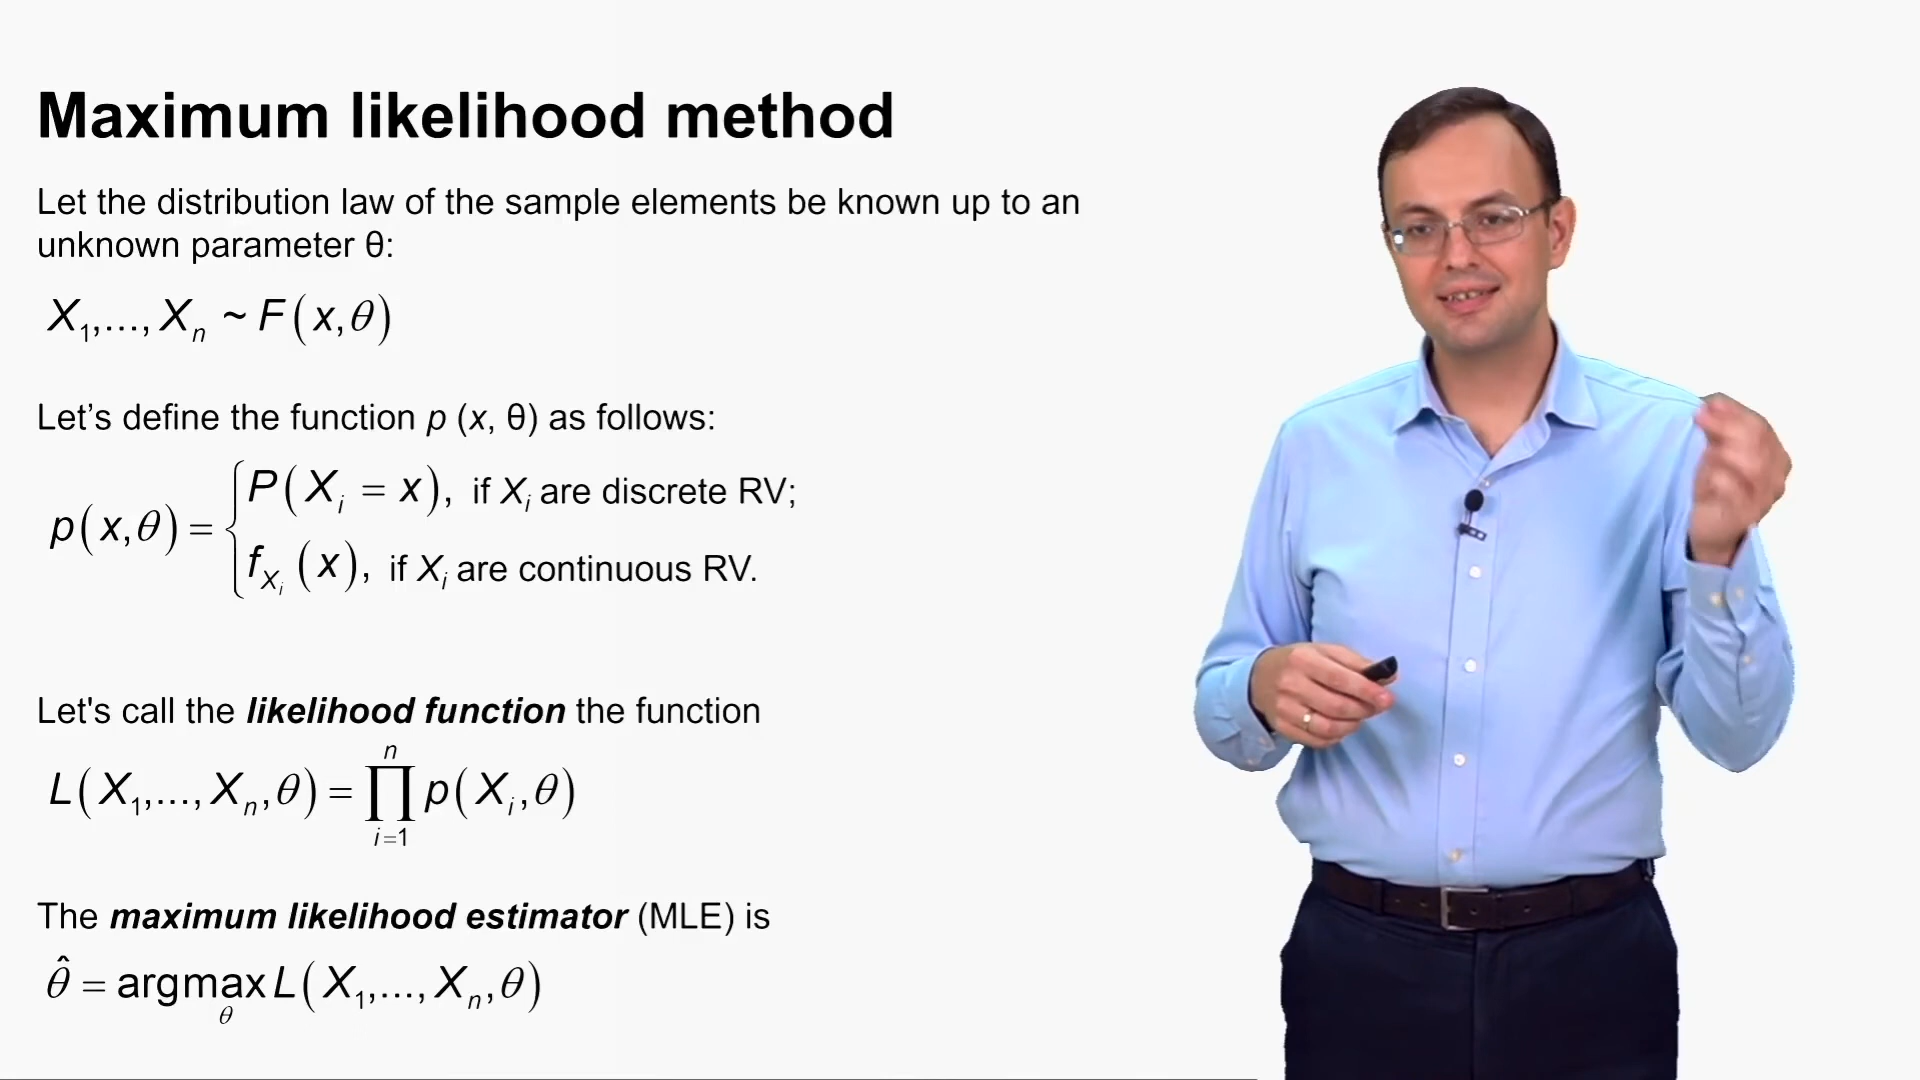 Maximum likelihood method
Let the distribution law of the sample elements be known up to an
unknown parameter θ:
X₁,..., Xₙ ~ F(x,θ)
Let’s define the function p (x, θ) as follows:
p(x,θ) = { P(Xᵢ = x), if Xᵢ are discrete RV;
f_{Xᵢ}(x), if Xᵢ are continuous RV.
Let's call the likelihood function the function
L(X₁,..., Xₙ,θ) = ∏_{i=1}^{n} p(Xᵢ,θ)
The maximum likelihood estimator (MLE) is
θ̂ = argmax_θ L(X₁,..., Xₙ,θ)